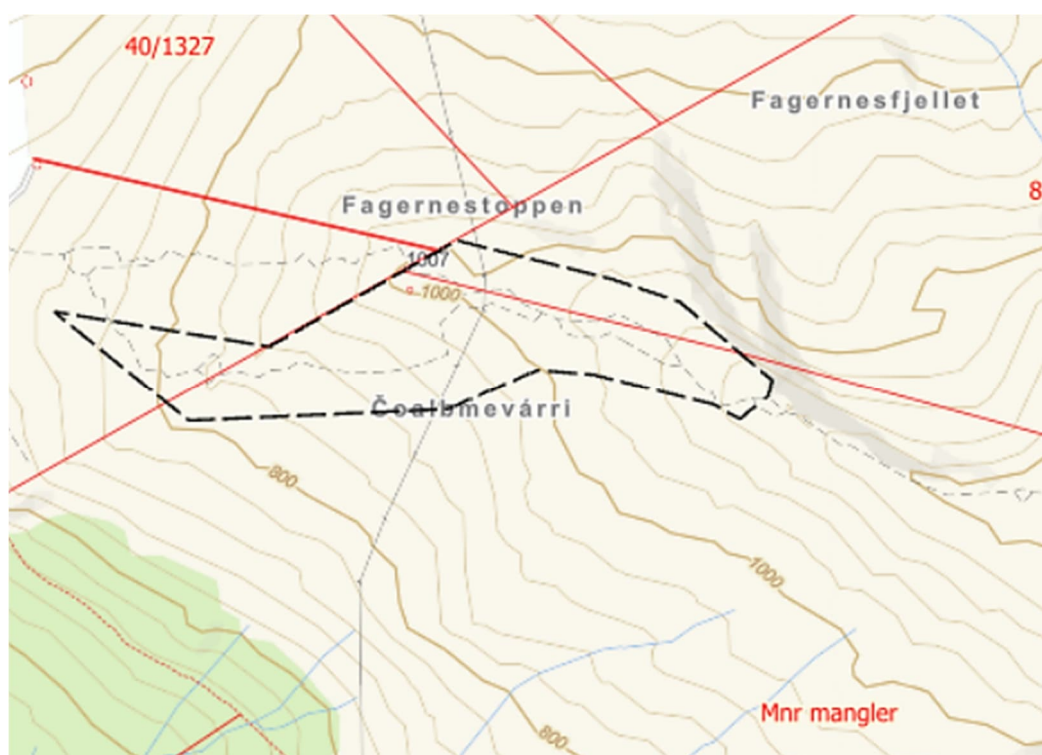 40/1327
Fagernesfjellet
8
Fagernestoppen
1007
1000
Čoalbmevárri
800
1000
Mnr mangler
800